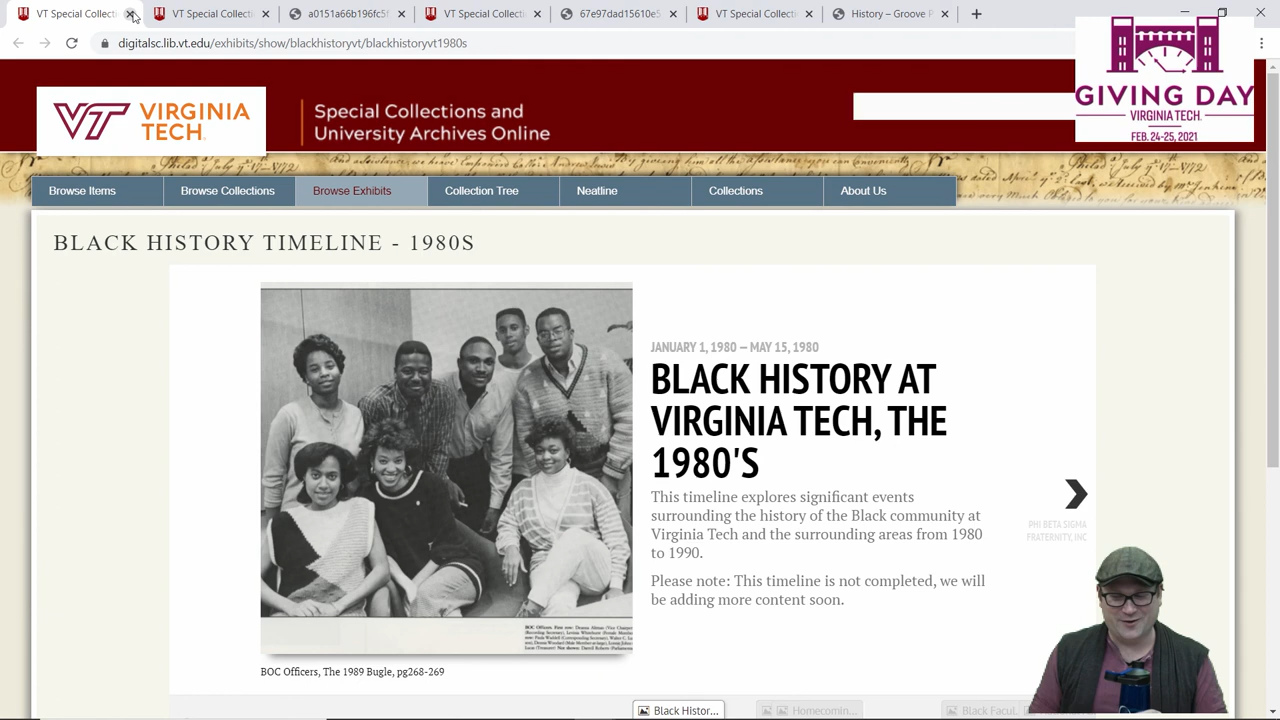 VT Special Collecti
VT Special Collecti
a0151a66b196fc5f
VT Special Collecti
67e97dad15610e5
VT Special Collecti
History – Groove P
digitalsc.lib.vt.edu/exhibits/show/blackhistoryvt/blackhistoryvt1980s
GIVING DAY
VIRGINIA TECH
FEB. 24-25, 2021
VT VIRGINIA
TECH
Special Collections and
University Archives Online
Browse Items
Browse Collections
Browse Exhibits
Collection Tree
Neatline
Collections
About Us
BLACK HISTORY TIMELINE - 1980S
JANUARY 1, 1980 – MAY 15, 1980
BLACK HISTORY AT
VIRGINIA TECH, THE
1980'S
This timeline explores significant events
surrounding the history of the Black community at
Virginia Tech and the surrounding areas from 1980
to 1990.
Please note: This timeline is not completed, we will
be adding more content soon.
PHI BETA SIGMA
FRATERNITY, INC
BOC Officers, The 1989 Bugle, pg268-269
Black Histor...
Homecomin...
Black Facul.